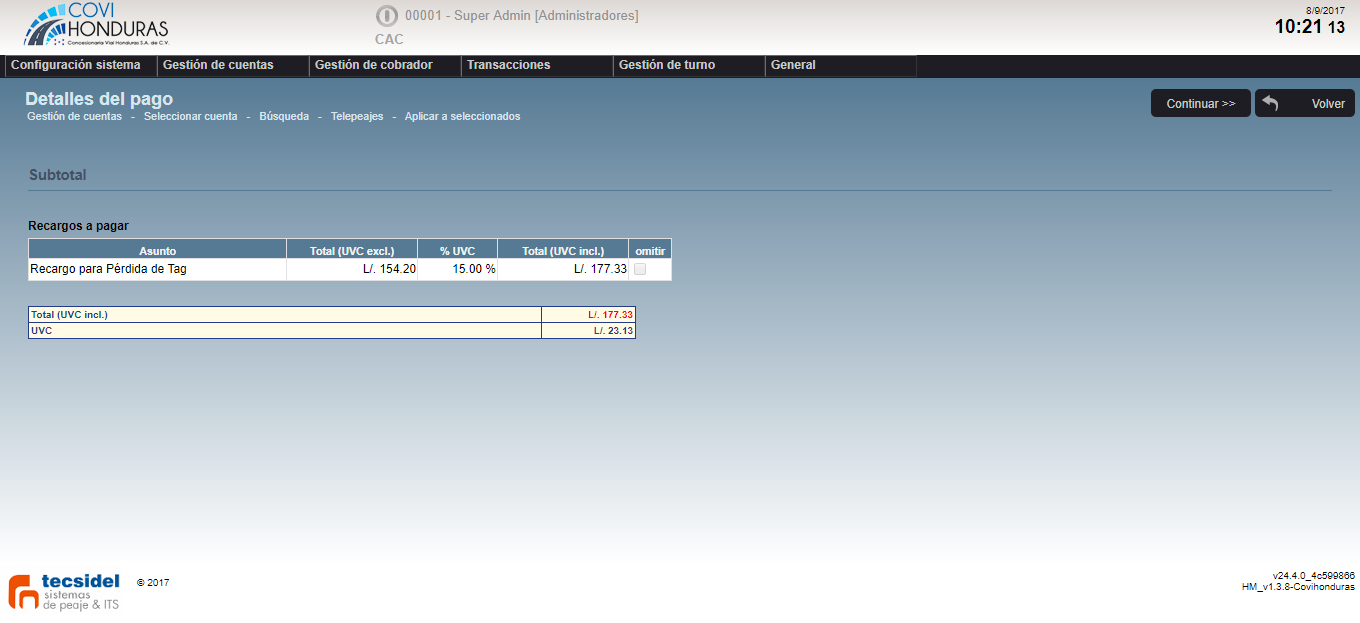 COVI
HONDURAS
Concesionaria Vial Honduras S.A. de C.V.
00001 - Super Admin [Administradores]
CAC
8/9/2017
10:21 13
Configuración sistema
Gestión de cuentas
Gestión de cobrador
Transacciones
Gestión de turno
General
Detalles del pago
Gestión de cuentas - Seleccionar cuenta - Búsqueda - Telepeajes - Aplicar a seleccionados
Continuar >>
Volver
Subtotal
Recargos a pagar
Asunto Total (UVC excl.) % UVC Total (UVC incl.) omitir
Recargo para Pérdida de Tag L/. 154.20 15.00 % L/. 177.33
Total (UVC incl.) L/. 177.33
UVC L/. 23.13
tecsidel
sistemas
de peaje & ITS
© 2017
v24.4.0_4c599866
HM_v1.3.8-Covihonduras